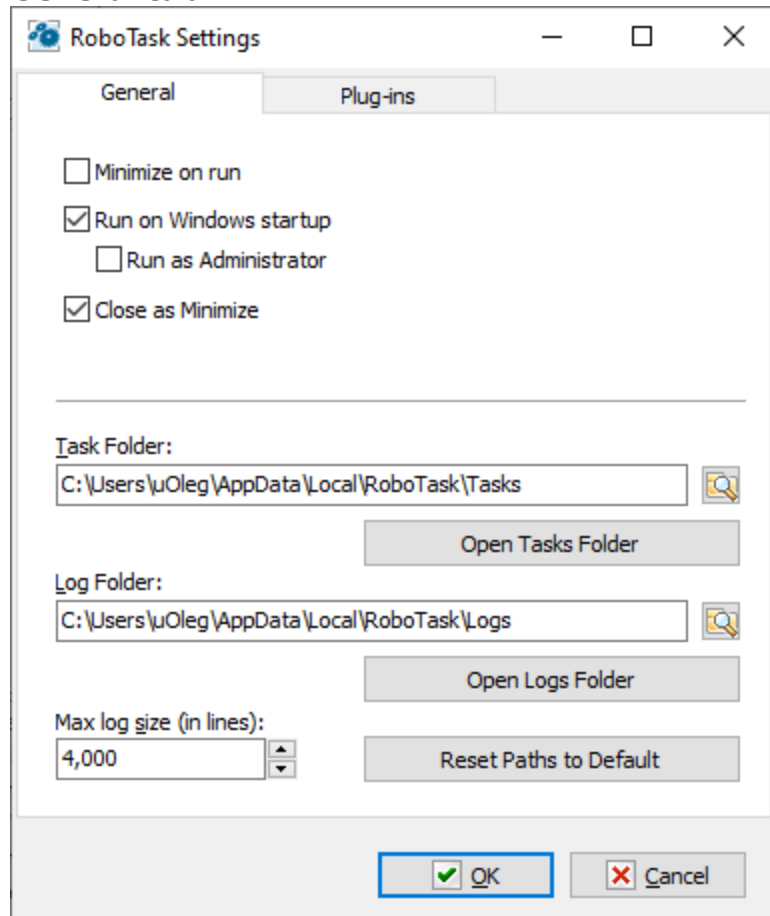 RoboTask Settings
General
Plug-ins
Minimize on run
Run on Windows startup
Run as Administrator
Close as Minimize
Task Folder:
C:\Users\µOleg\AppData\Local\RoboTask\Tasks
Open Tasks Folder
Log Folder:
C:\Users\µOleg\AppData\Local\RoboTask\Logs
Open Logs Folder
Max log size (in lines):
4,000
Reset Paths to Default
OK
Cancel